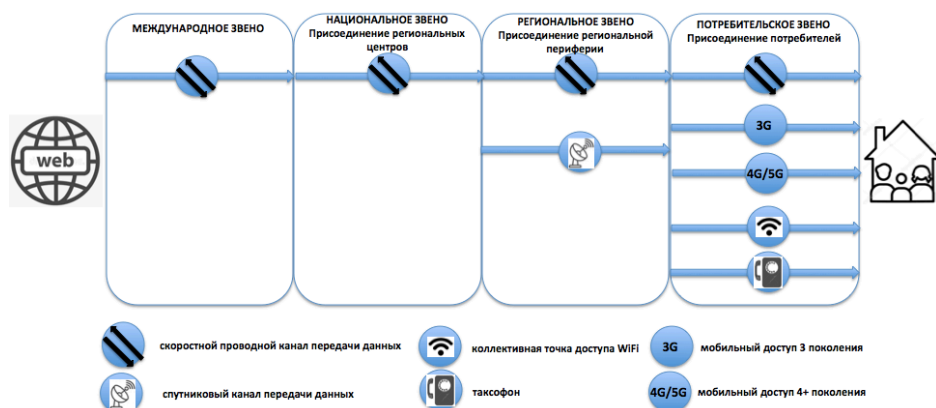 МЕЖДУНАРОДНОЕ ЗВЕНО
НАЦИОНАЛЬНОЕ ЗВЕНО
Присоединение региональных
центров
РЕГИОНАЛЬНОЕ ЗВЕНО
Присоединение региональной
периферии
ПОТРЕБИТЕЛЬСКОЕ ЗВЕНО
Присоединение потребителей
web
3G
4G/5G
скоростной проводной канал передачи данных
коллективная точка доступа WiFi
3G
мобильный доступ 3 поколения
спутниковый канал передачи данных
таксофон
4G/5G
мобильный доступ 4+ поколения